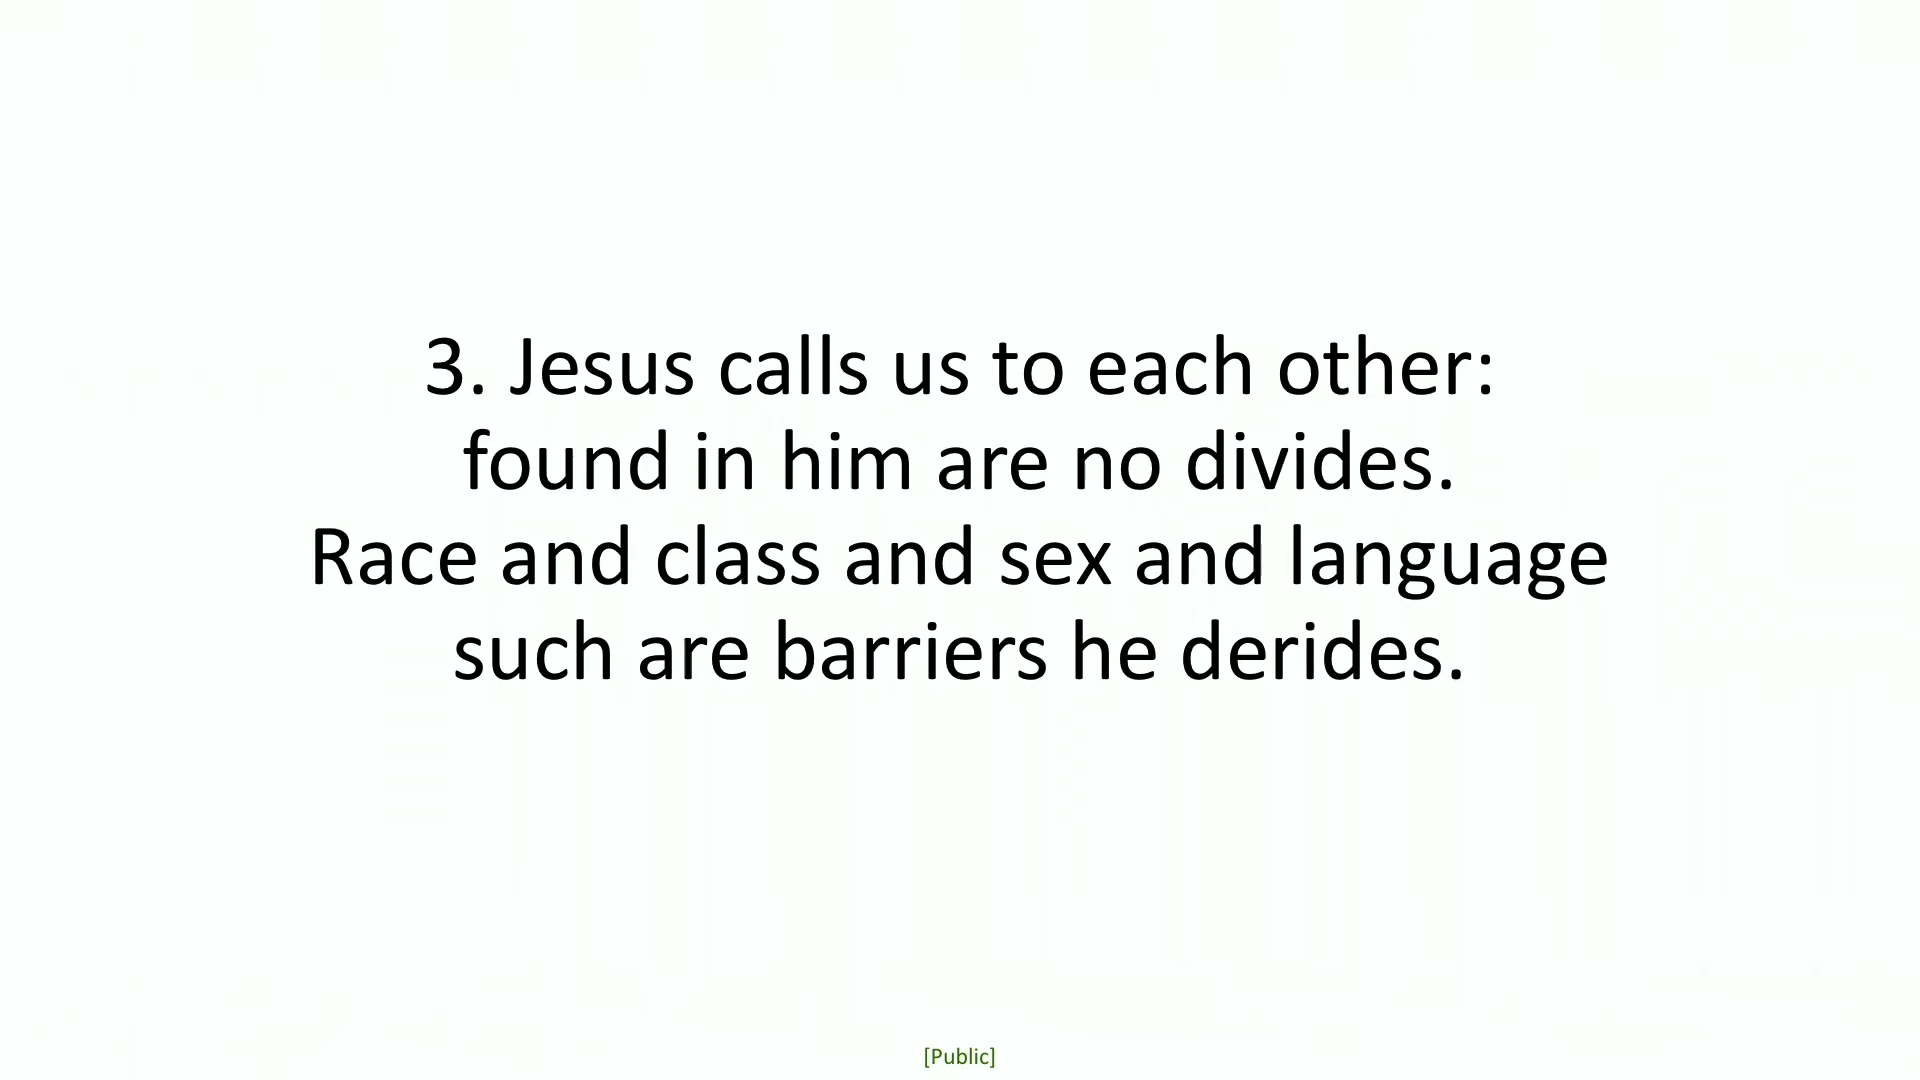 3. Jesus calls us to each other:
found in him are no divides.
Race and class and sex and language
such are barriers he derides.
[Public]